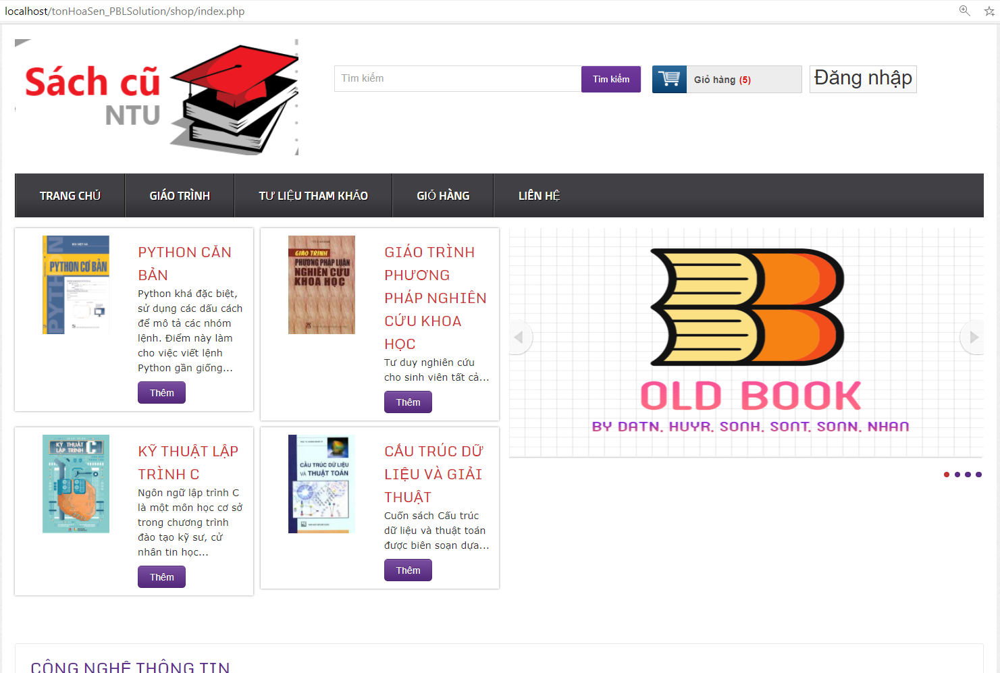 localhost/tonHoaSen_PBLSolution/shop/index.php
Sách cũ
NTU
Tìm kiếm
Tìm kiếm
Giỏ hàng (5)
Đăng nhập
TRANG CHỦ
GIÁO TRÌNH
TƯ LIỆU THAM KHẢO
GIỎ HÀNG
LIÊN HỆ
PYTHON
PYTHON CƠ BẢN
PYTHON CĂN
BẢN
Python khá đặc biệt,
sử dụng các dấu cách
để mô tả các nhóm
lệnh. Điểm này làm
cho việc viết lệnh
Python gần giống...
Thêm
GIÁO TRÌNH
PHƯƠNG PHÁP LUẬN
NGHIÊN CỨU
KHOA HỌC
GIÁO TRÌNH
PHƯƠNG
PHÁP NGHIÊN
CỨU KHOA
HỌC
Tư duy nghiên cứu
cho sinh viên tất cả...
Thêm
OLD BOOK
BY DATN, HUYR, SONH, SONT, SONN, NHAN
KỸ THUẬT
LẬP TRÌNH C
KỸ THUẬT LẬP
TRÌNH C
Ngôn ngữ lập trình C
là một môn học cơ sở
trong chương trình
đào tạo kỹ sư, cử
nhân tin học...
Thêm
CẤU TRÚC DỮ LIỆU
VÀ THUẬT TOÁN
CẤU TRÚC DỮ
LIỆU VÀ GIẢI
THUẬT
Cuốn sách Cấu trúc
dữ liệu và thuật toán
được biên soạn dựa...
Thêm
CÔNG NGHỆ THÔNG TIN